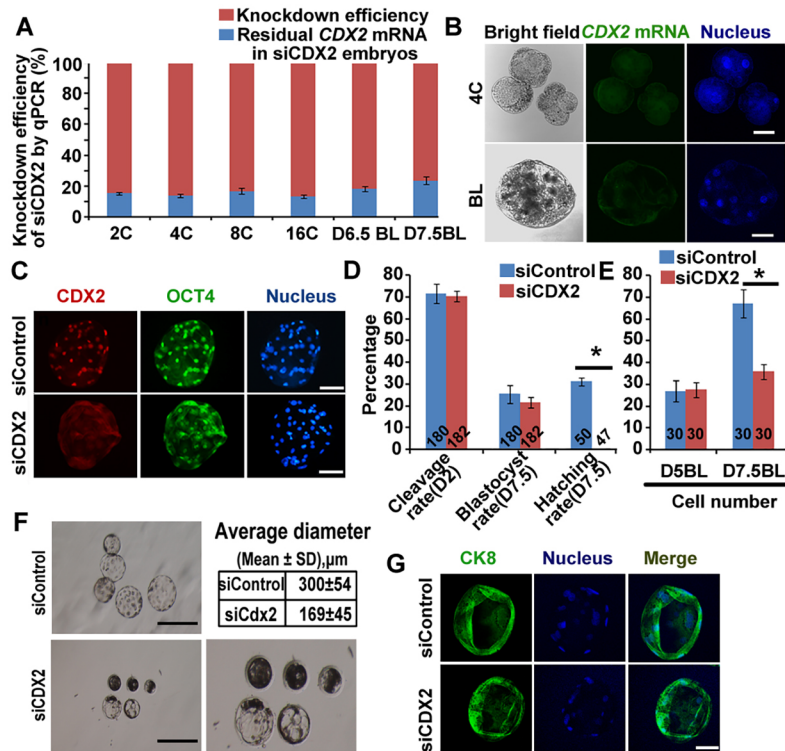 A
Knockdown efficiency
Residual CDX2 mRNA
in siCDX2 embryos
Knockdown efficiency
of siCDX2 by qPCR (%)
100
80
60
40
20
0
2C 4C 8C 16C D6.5 BL D7.5BL
B
Bright field CDX2 mRNA Nucleus
4C
BL
C
CDX2 OCT4 Nucleus
siControl
siCDX2
D
siControl
siCDX2
Percentage
80
70
60
50
40
30
20
10
0
*
180 182 180 182 50 47
Cleavage
rate(D2)
Blastocyst
rate(D7.5)
Hatching
rate(D7.5)
E
siControl
siCDX2
80
70
60
50
40
30
20
10
0
*
30 30 30 30
D5BL D7.5BL
Cell number
F
siControl
siCDX2
Average diameter
(Mean ± SD),µm
siControl 300±54
siCdx2 169±45
G
CK8 Nucleus Merge
siControl
siCDX2